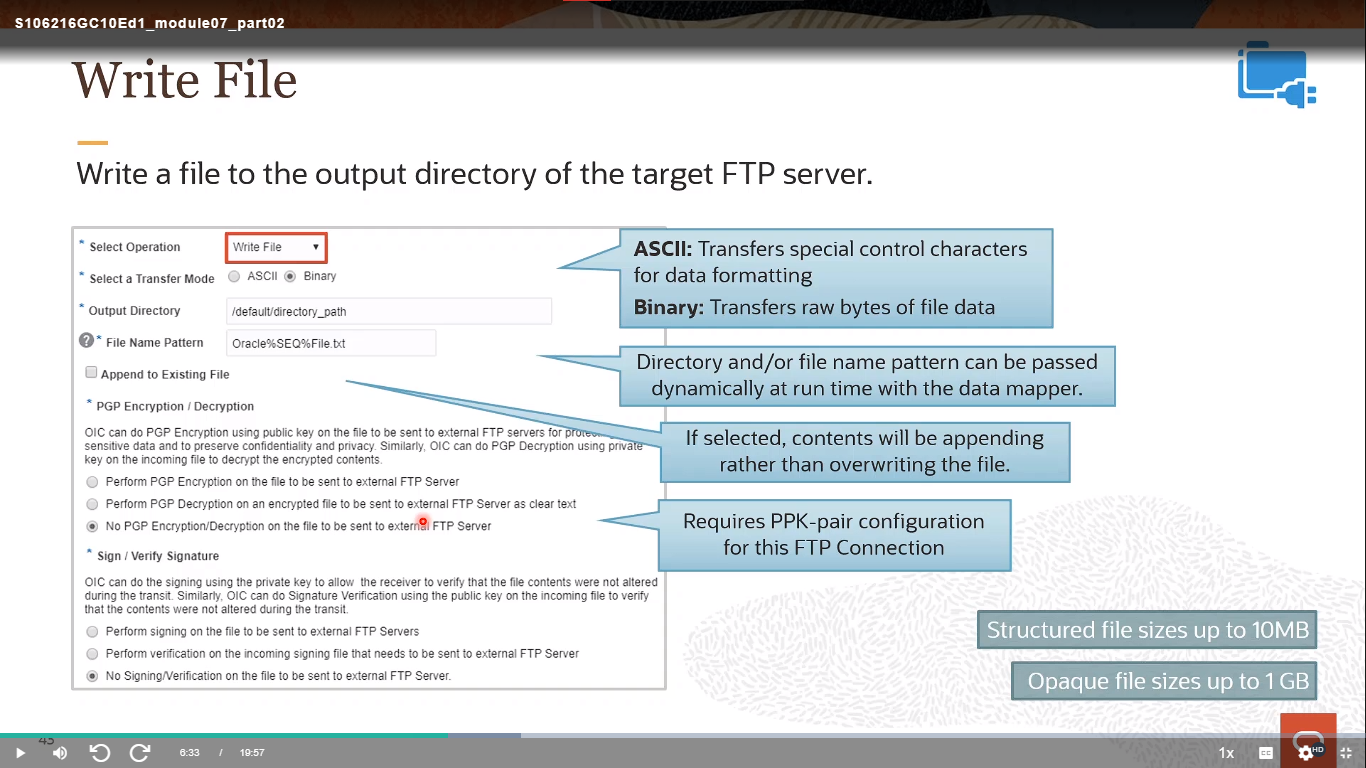 S106216GC10Ed1_module07_part02
Write File
Write a file to the output directory of the target FTP server.
* Select Operation
Write File
* Select a Transfer Mode
ASCII
Binary
* Output Directory
/default/directory_path
? * File Name Pattern
Oracle%SEQ%File.txt
Append to Existing File
* PGP Encryption / Decryption
OIC can do PGP Encryption using public key on the file to be sent to external FTP servers for
sensitive data and to preserve confidentiality and privacy. Similarly, OIC can do PGP Decryption using private
key on the incoming file to decrypt the encrypted contents.
Perform PGP Encryption on the file to be sent to external FTP Server
Perform PGP Decryption on an encrypted file to be sent to external FTP Server as clear text
No PGP Encryption/Decryption on the file to be sent to external FTP Server
* Sign / Verify Signature
OIC can do the signing using the private key to allow the receiver to verify that the file contents were not altered
during the transit. Similarly, OIC can do Signature Verification using the public key on the incoming file to verify
that the contents were not altered during the transit.
Perform signing on the file to be sent to external FTP Servers
Perform verification on the incoming signing file that needs to be sent to external FTP Server
No Signing/Verification on the file to be sent to external FTP Server.
ASCII: Transfers special control characters
for data formatting
Binary: Transfers raw bytes of file data
Directory and/or file name pattern can be passed
dynamically at run time with the data mapper.
If selected, contents will be appending
rather than overwriting the file.
Requires PPK-pair configuration
for this FTP Connection
Structured file sizes up to 10MB
Opaque file sizes up to 1 GB
6:33 / 19:57
1x
CC
HD